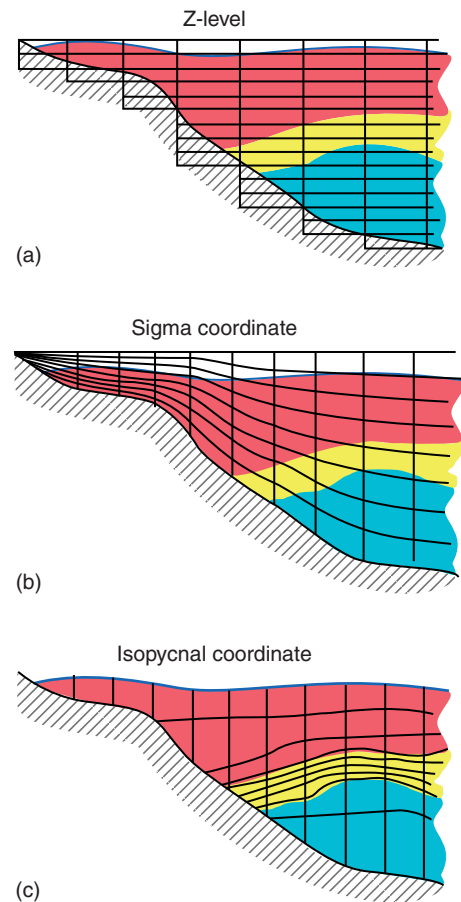 Z-level
(a)
Sigma coordinate
(b)
Isopycnal coordinate
(c)